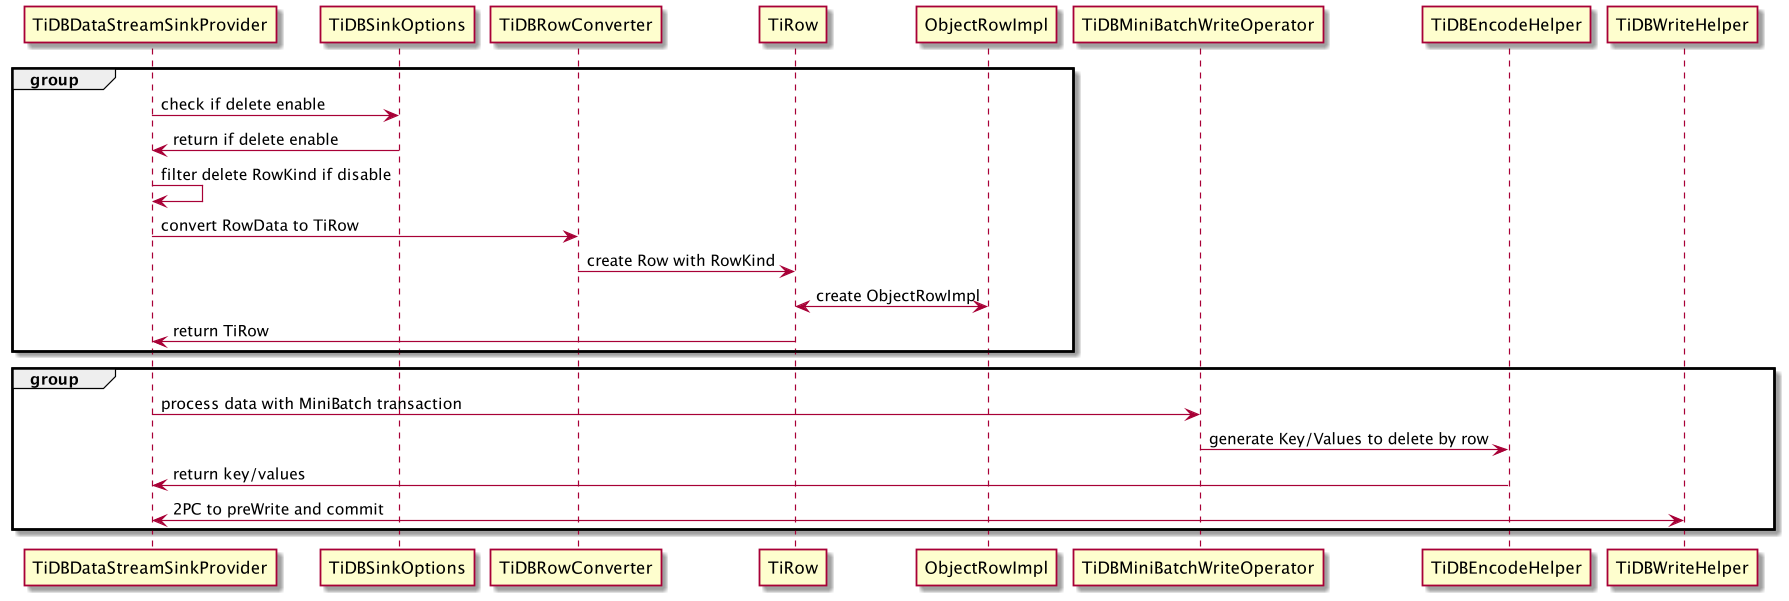 TiDBDataStreamSinkProvider TiDBSinkOptions TiDBRowConverter TiRow ObjectRowImpl TiDBMiniBatchWriteOperator TiDBEncodeHelper TiDBWriteHelper
group
check if delete enable
return if delete enable
filter delete RowKind if disable
convert RowData to TiRow
create Row with RowKind
create ObjectRowImpl
return TiRow
group
process data with MiniBatch transaction
generate Key/Values to delete by row
return key/values
2PC to preWrite and commit
TiDBDataStreamSinkProvider TiDBSinkOptions TiDBRowConverter TiRow ObjectRowImpl TiDBMiniBatchWriteOperator TiDBEncodeHelper TiDBWriteHelper